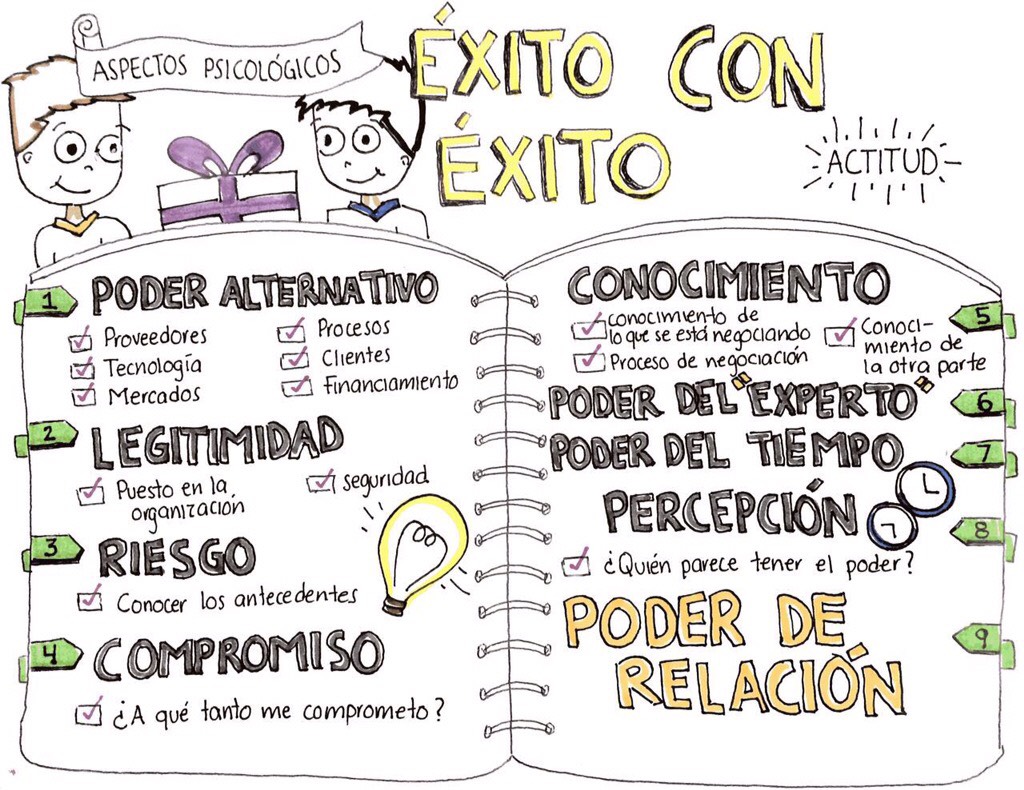 ASPECTOS PSICOLÓGICOS
ÉXITO CON
ÉXITO
ACTITUD
1 PODER ALTERNATIVO
Proveedores
Tecnología
Mercados
Procesos
Clientes
Financiamiento
2 LEGITIMIDAD
Puesto en la
organización
seguridad
3 RIESGO
Conocer los antecedentes
4 COMPROMISO
¿A qué tanto me comprometo?
CONOCIMIENTO 5
conocimiento de
lo que se está negociando
Proceso de negociación
Conoci-
miento de
la otra parte
PODER DEL "EXPERTO" 6
PODER DEL TIEMPO 7
PERCEPCIÓN 8
¿Quién parece tener el poder?
PODER DE 9
RELACIÓN